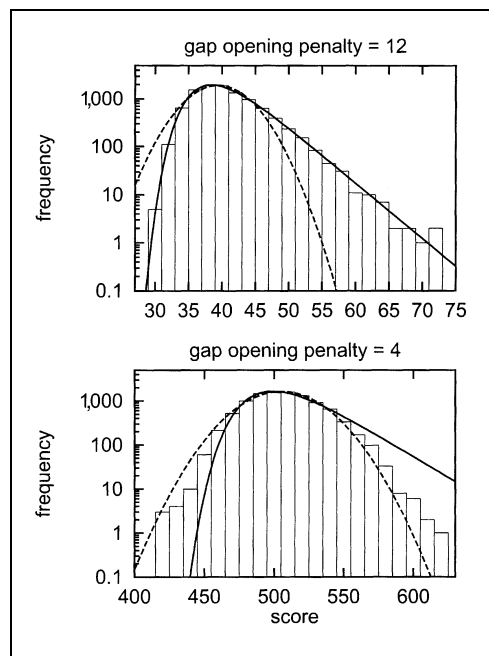 gap opening penalty = 12
frequency
1,000
100
10
1
0.1
30 35 40 45 50 55 60 65 70 75
gap opening penalty = 4
frequency
1,000
100
10
1
0.1
400 450 500 550 600
score